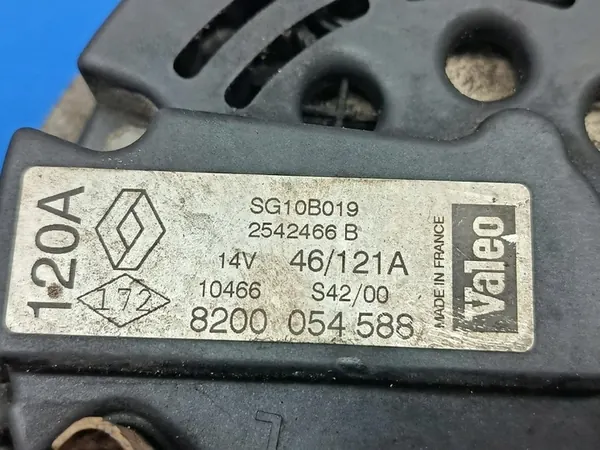 120A
172
SG10B019
2542466 B
14V 46/121A
10466 S42/00
8200 054 588
MADE IN FRANCE
Valeo